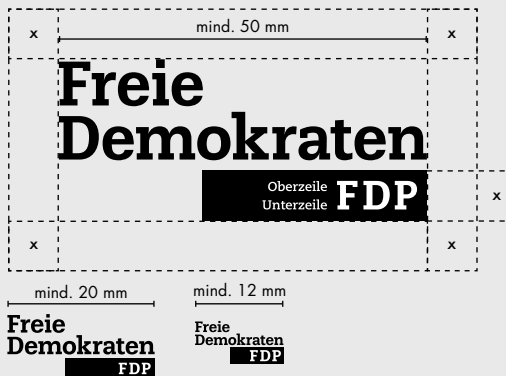 mind. 50 mm
x
x
Freie
Demokraten
Oberzeile
Unterzeile
FDP
x
x
x
mind. 20 mm
mind. 12 mm
Freie
Demokraten
FDP
Freie
Demokraten
FDP